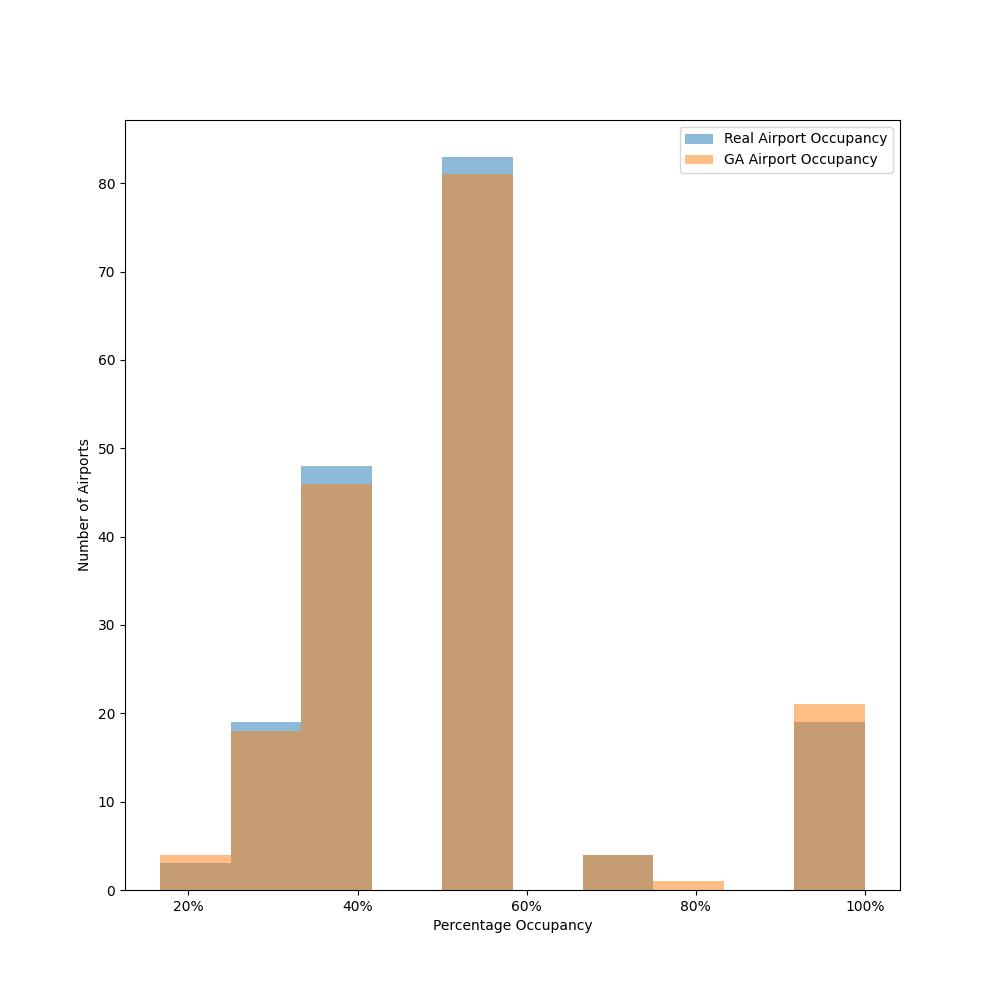 Real Airport Occupancy
GA Airport Occupancy
80
70
60
50
40
30
20
10
0
Number of Airports
20% 40% 60% 80% 100%
Percentage Occupancy